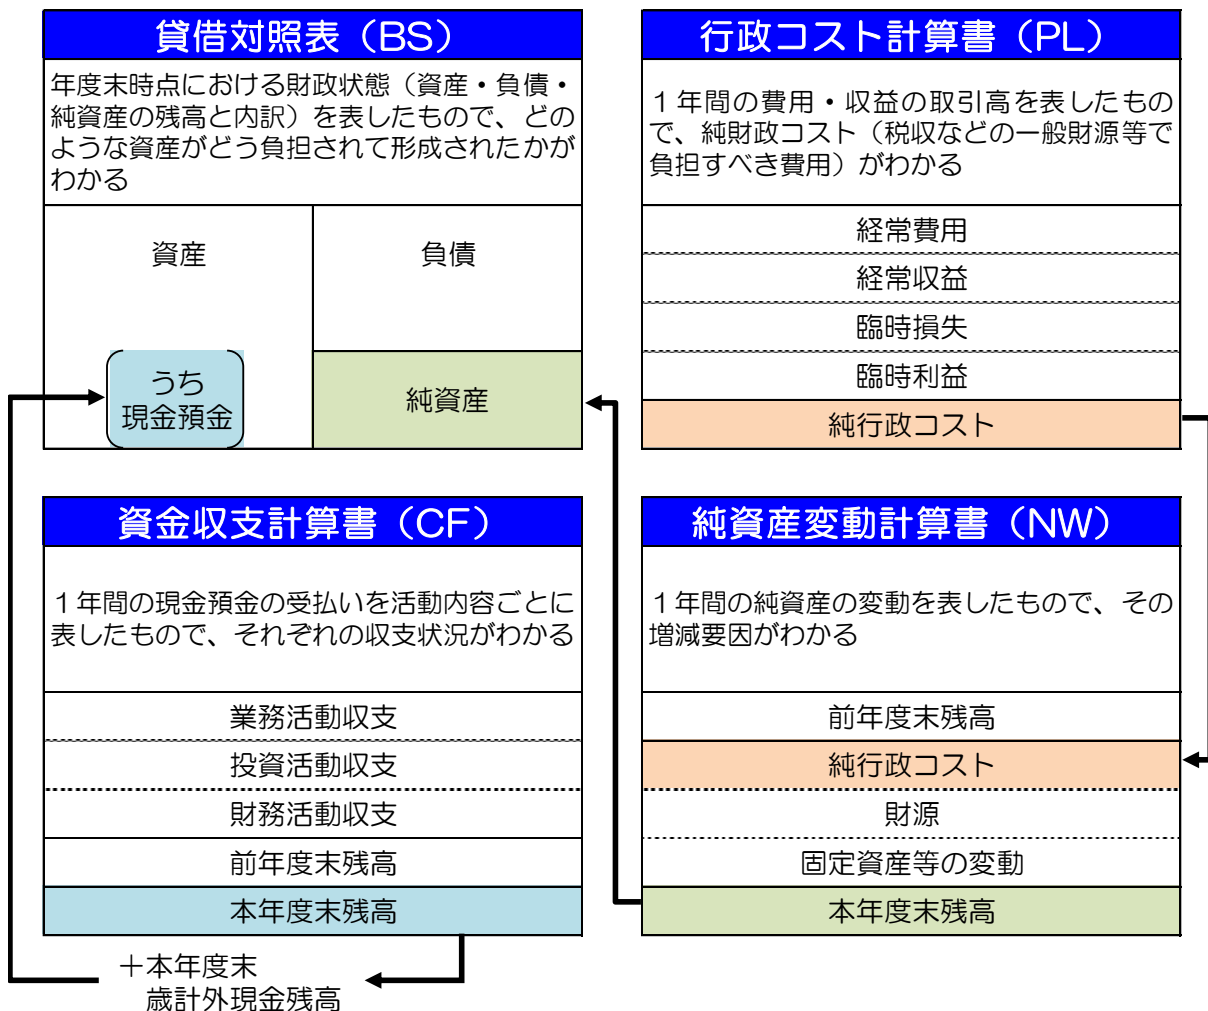 貸借対照表（BS）
年度末時点における財政状態（資産・負債・
純資産の残高と内訳）を表したもので、どの
ような資産がどう負担されて形成されたかが
わかる
資産
負債
うち
現金預金
純資産
行政コスト計算書（PL）
１年間の費用・収益の取引高を表したもの
で、純財政コスト（税収などの一般財源等で
負担すべき費用）がわかる
経常費用
経常収益
臨時損失
臨時利益
純行政コスト
資金収支計算書（CF）
１年間の現金預金の受払いを活動内容ごとに
表したもので、それぞれの収支状況がわかる
業務活動収支
投資活動収支
財務活動収支
前年度末残高
本年度末残高
＋本年度末
歳計外現金残高
純資産変動計算書（NW）
１年間の純資産の変動を表したもので、その
増減要因がわかる
前年度末残高
純行政コスト
財源
固定資産等の変動
本年度末残高